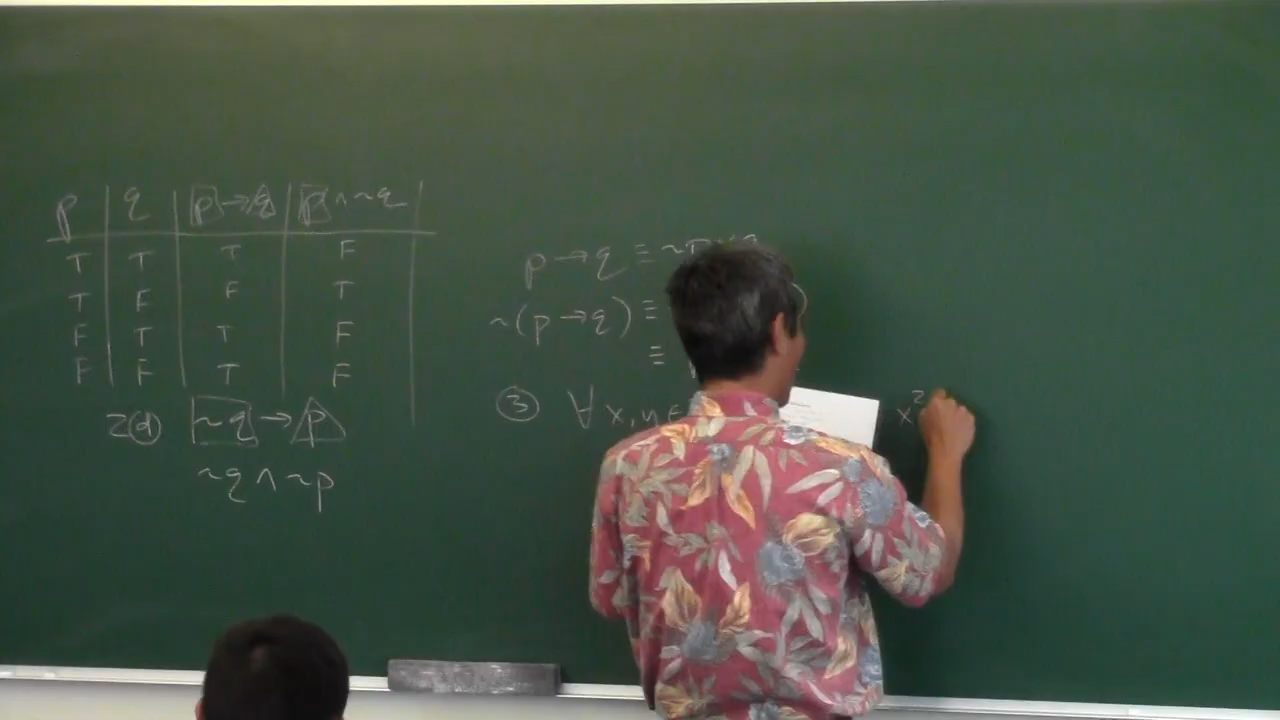 p q p→q p∧~q
T T T F
T F F T
F T T F
F F T F
2(d) ~q→p
~q∧~p
p→q ≡ ~p
~(p→q) ≡
≡
③ ∀x,y∈ x²